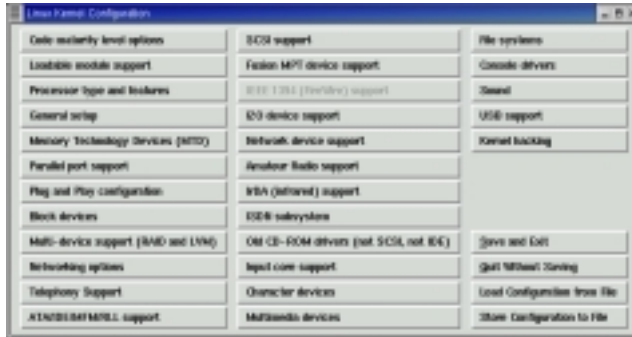 Linux Kernel Configuration
Code maturity level options
Loadable module support
Processor type and features
General setup
Memory Technology Devices (MTD)
Parallel port support
Plug and Play configuration
Block devices
Multi-device support (RAID and LVM)
Networking options
Telephony Support
ATA/IDE/MFM/RLL support
SCSI support
Fusion MPT device support
IEEE 1394 (FireWire) support
I2O device support
Network device support
Amateur Radio support
IrDA (infrared) support
ISDN subsystem
Old CD-ROM drivers (not SCSI, not IDE)
Input core support
Character devices
Multimedia devices
File systems
Console drivers
Sound
USB support
Kernel hacking
Save and Exit
Quit Without Saving
Load Configuration from File
Store Configuration to File